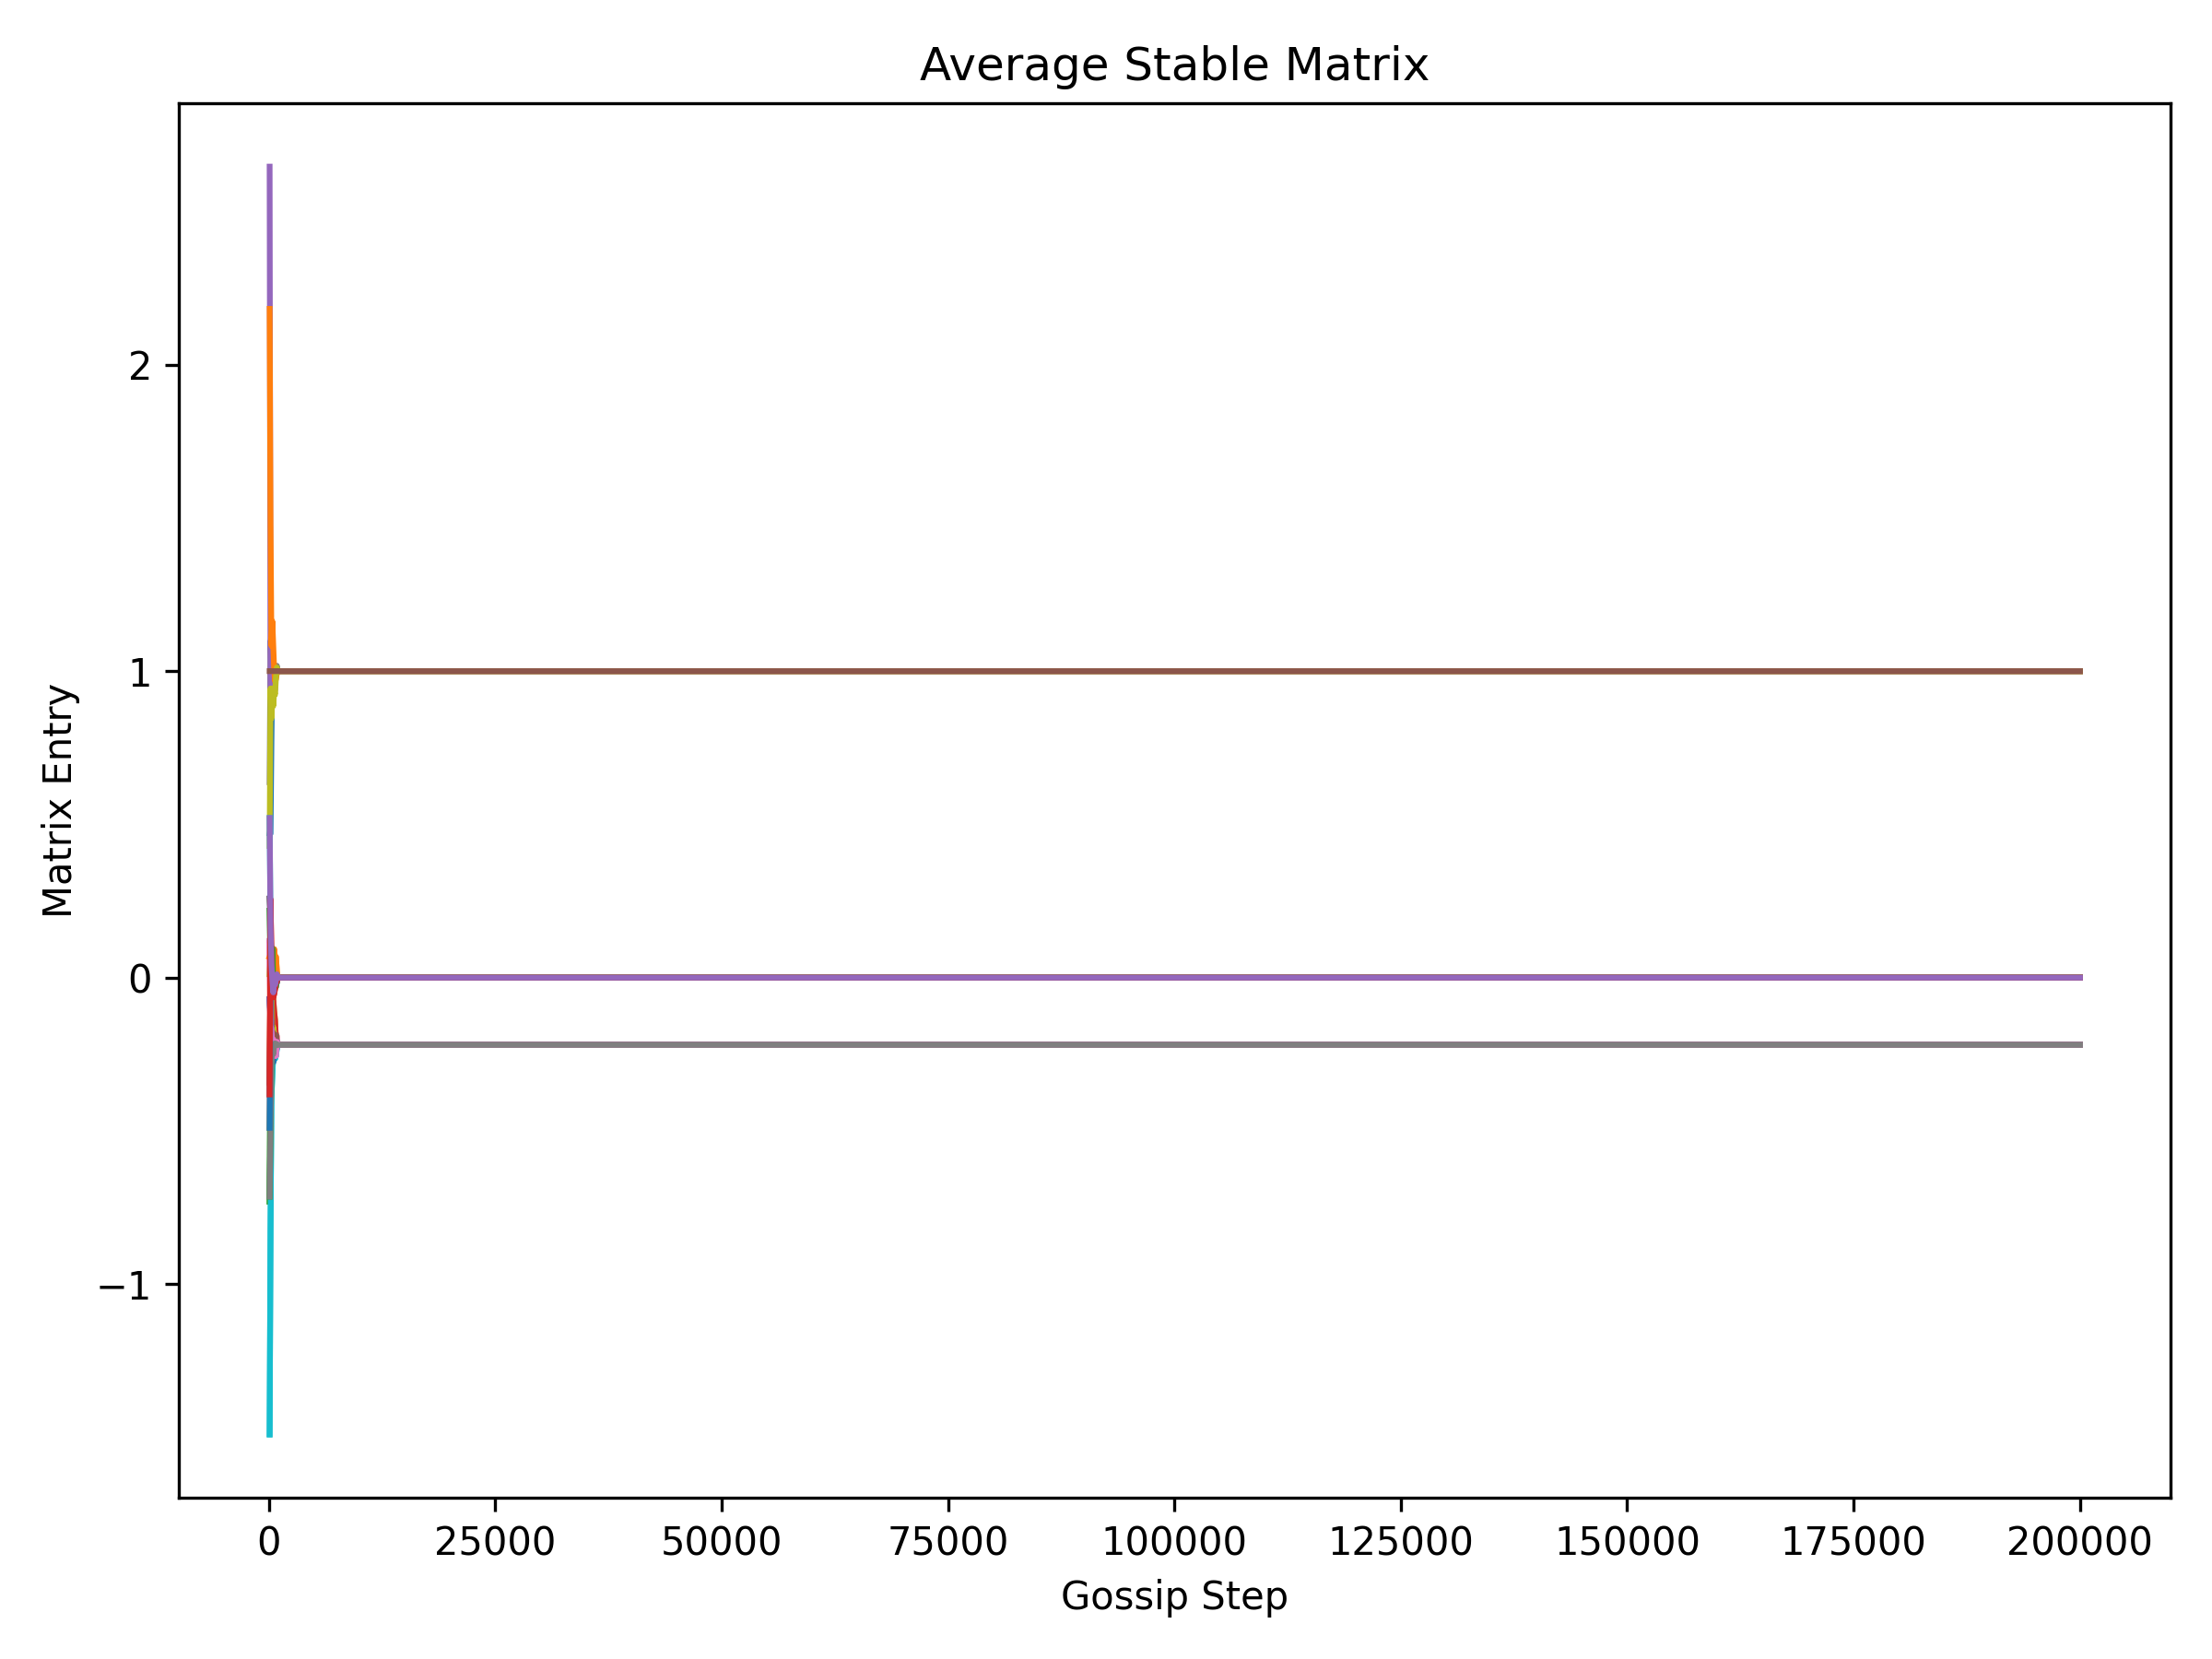 Average Stable Matrix
Matrix Entry
2
1
0
−1
0 25000 50000 75000 100000 125000 150000 175000 200000
Gossip Step